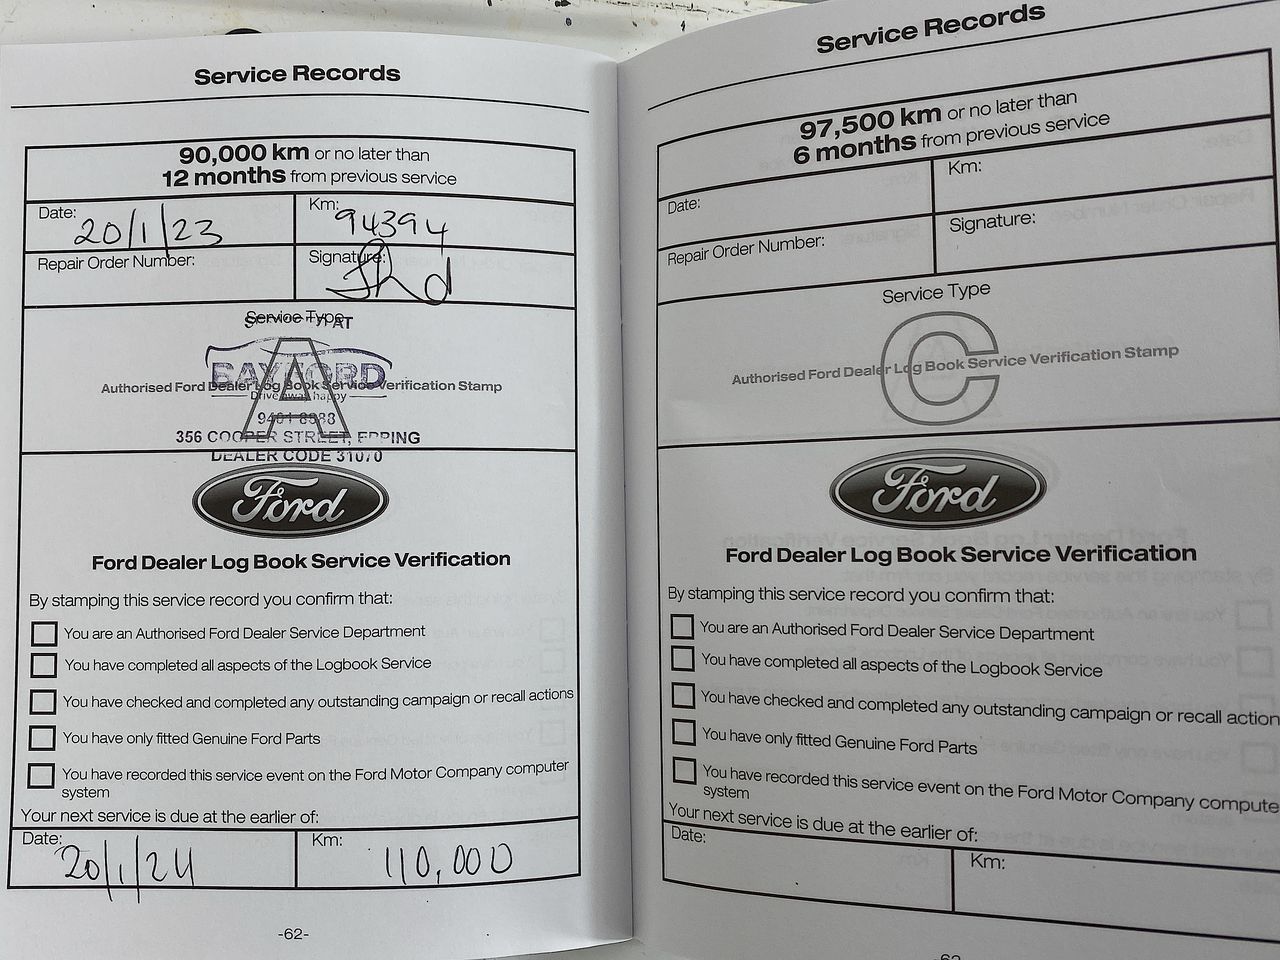 Service Records
90,000 km or no later than
12 months from previous service
Date:
20/1/23
Km:
94394
Repair Order Number:
Signature:
Service Type
A
BAYFORD
Authorised Ford Dealer Log Book Service Verification Stamp
Drive away happy
9401 8888
356 COOPER STREET, EPPING
DEALER CODE 31070
Ford
Ford Dealer Log Book Service Verification
By stamping this service record you confirm that:
You are an Authorised Ford Dealer Service Department
You have completed all aspects of the Logbook Service
You have checked and completed any outstanding campaign or recall actions
You have only fitted Genuine Ford Parts
You have recorded this service event on the Ford Motor Company computer
system
Your next service is due at the earlier of:
Date:
20/1/24
Km:
110,000
-62-
Service Records
97,500 km or no later than
6 months from previous service
Date:
Km:
Repair Order Number:
Signature:
Service Type
C
Authorised Ford Dealer Log Book Service Verification Stamp
Ford
Ford Dealer Log Book Service Verification
By stamping this service record you confirm that:
You are an Authorised Ford Dealer Service Department
You have completed all aspects of the Logbook Service
You have checked and completed any outstanding campaign or recall action
You have only fitted Genuine Ford Parts
You have recorded this service event on the Ford Motor Company compute
system
Your next service is due at the earlier of:
Date:
Km: